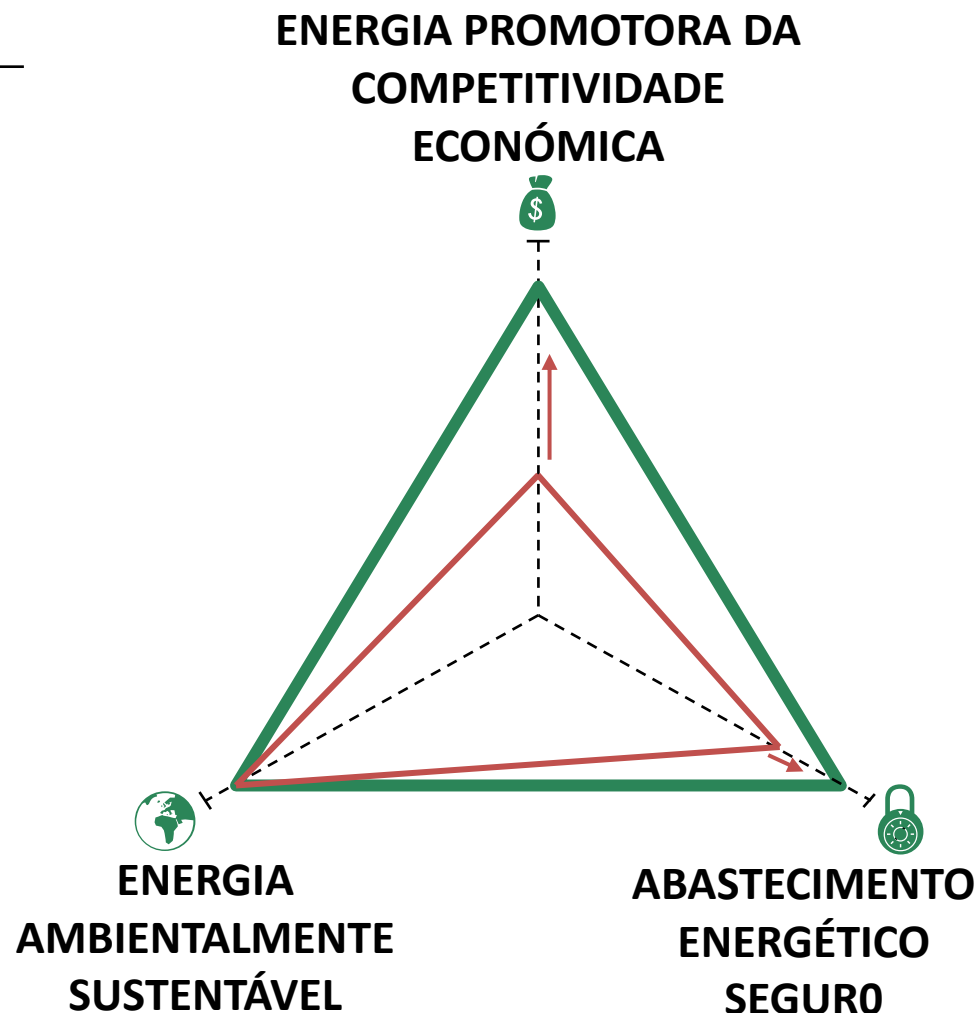 ENERGIA PROMOTORA DA
COMPETITIVIDADE
ECONÓMICA
$
ENERGIA
AMBIENTALMENTE
SUSTENTÁVEL
ABASTECIMENTO
ENERGÉTICO
SEGUR0